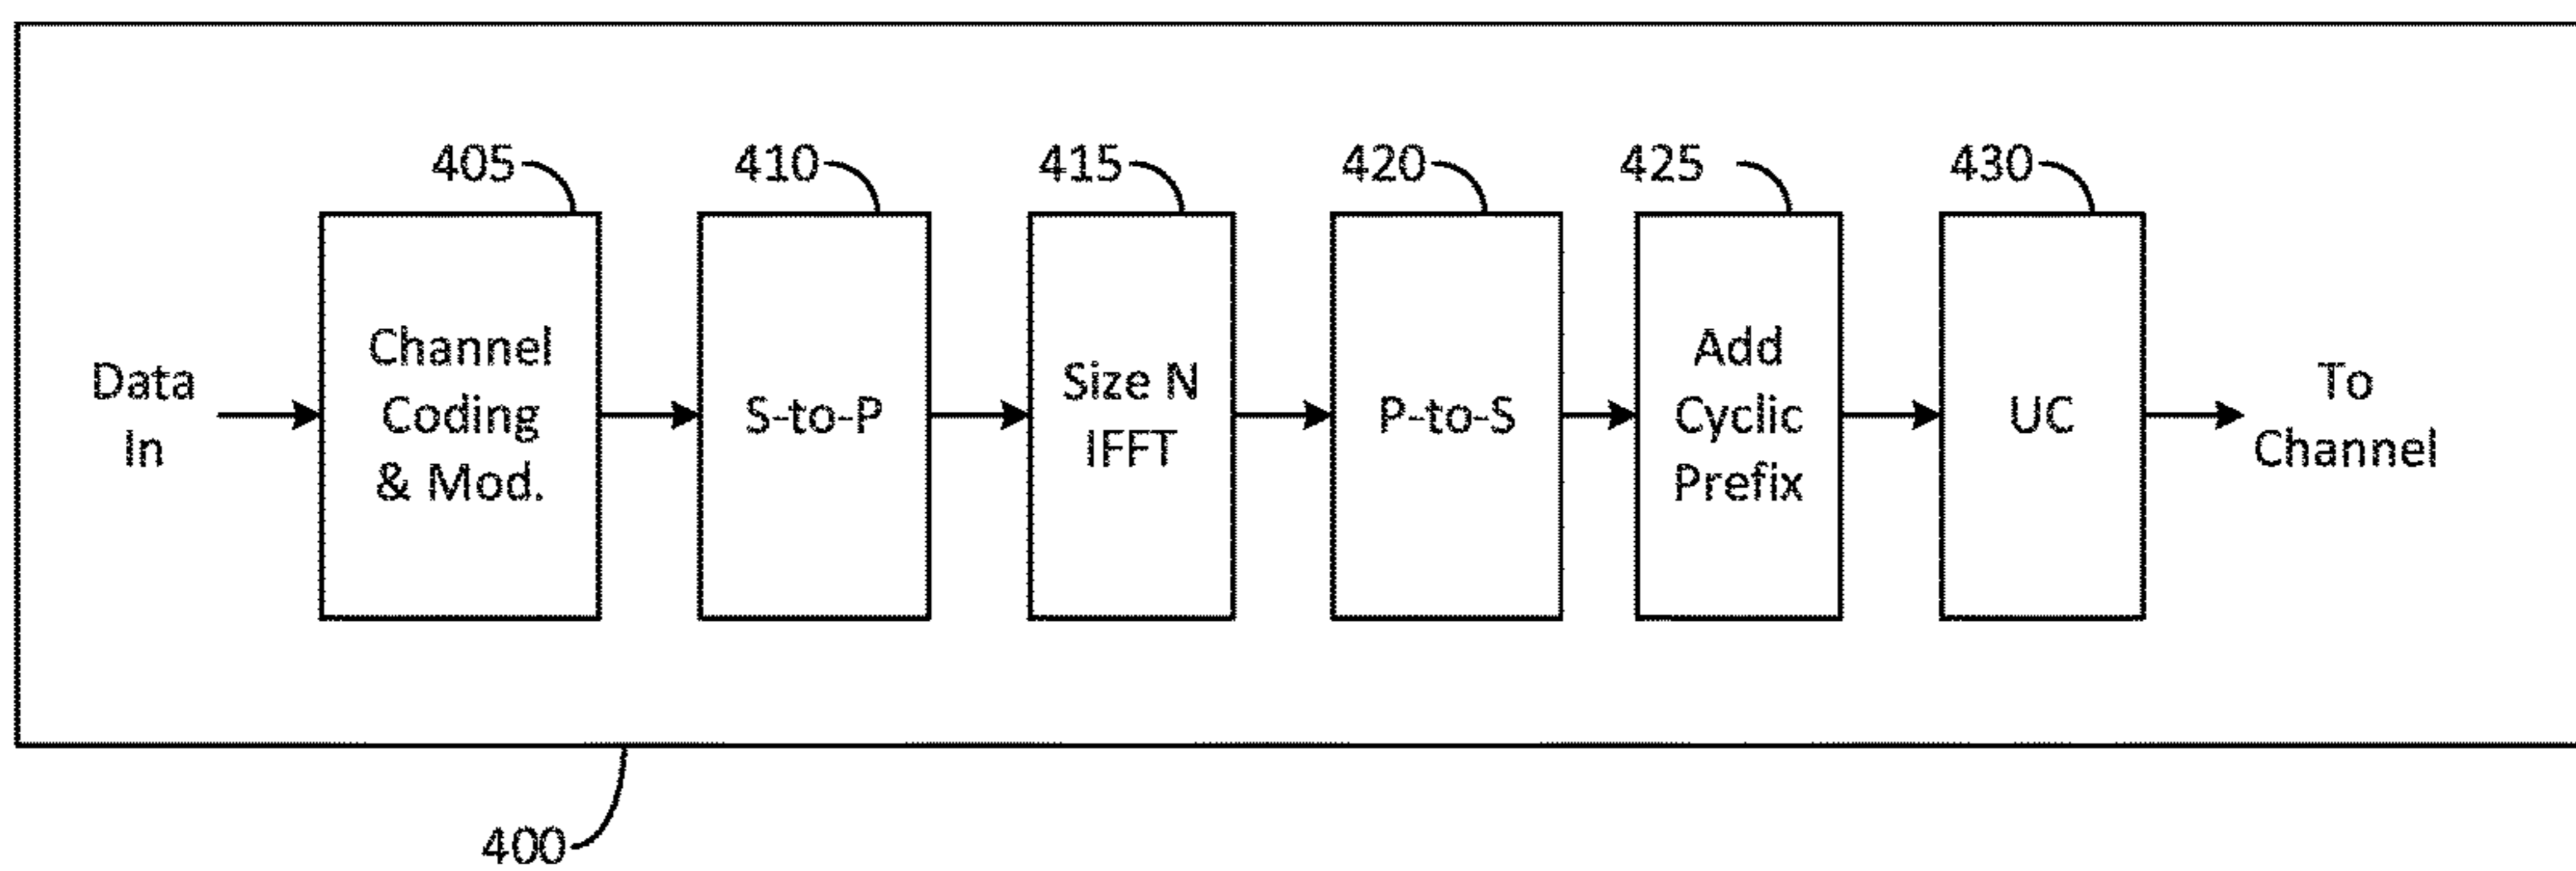 405
410
415
420
425
430
Data
In
Channel
Coding
& Mod.
S-to-P
Size N
IFFT
P-to-S
Add
Cyclic
Prefix
UC
To
Channel
400